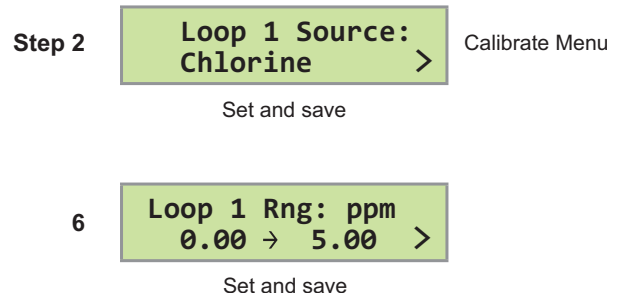 Step 2
Loop 1 Source:
Chlorine >
Calibrate Menu
Set and save
6
Loop 1 Rng: ppm
0.00 → 5.00 >
Set and save